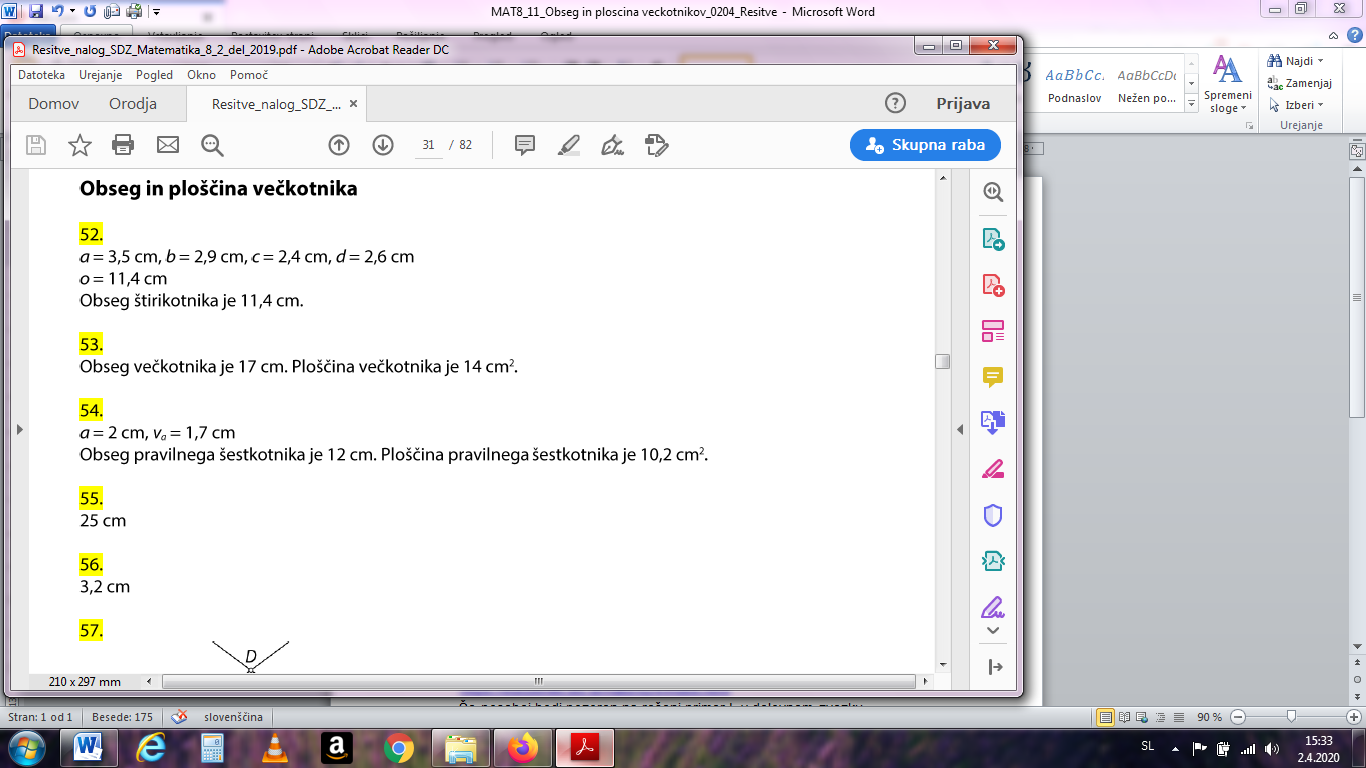 MAT8_11_Obseg in ploscina veckotnikov_0204_Resitve - Microsoft Word
Resitve_nalog_SDZ_Matematika_8_2_del_2019.pdf - Adobe Acrobat Reader DC
Datoteka Urejanje Pogled Okno Pomoč
Domov Orodja Resitve_nalog_SDZ_... × Prijava
31 / 82 Skupna raba
AaBbCcI AaBbCcDc
Podnaslov Nežen po...
Spremeni sloge
Najdi
Zamenjaj
Izberi
Urejanje
Obseg in ploščina večkotnika
52.
a = 3,5 cm, b = 2,9 cm, c = 2,4 cm, d = 2,6 cm
o = 11,4 cm
Obseg štirikotnika je 11,4 cm.
53.
Obseg večkotnika je 17 cm. Ploščina večkotnika je 14 cm².
54.
a = 2 cm, vₐ = 1,7 cm
Obseg pravilnega šestkotnika je 12 cm. Ploščina pravilnega šestkotnika je 10,2 cm².
55.
25 cm
56.
3,2 cm
57.
D
210 x 297 mm
Stran: 1 od 1 Besede: 175 slovenščina 90 %
SL 15:33
2.4.2020